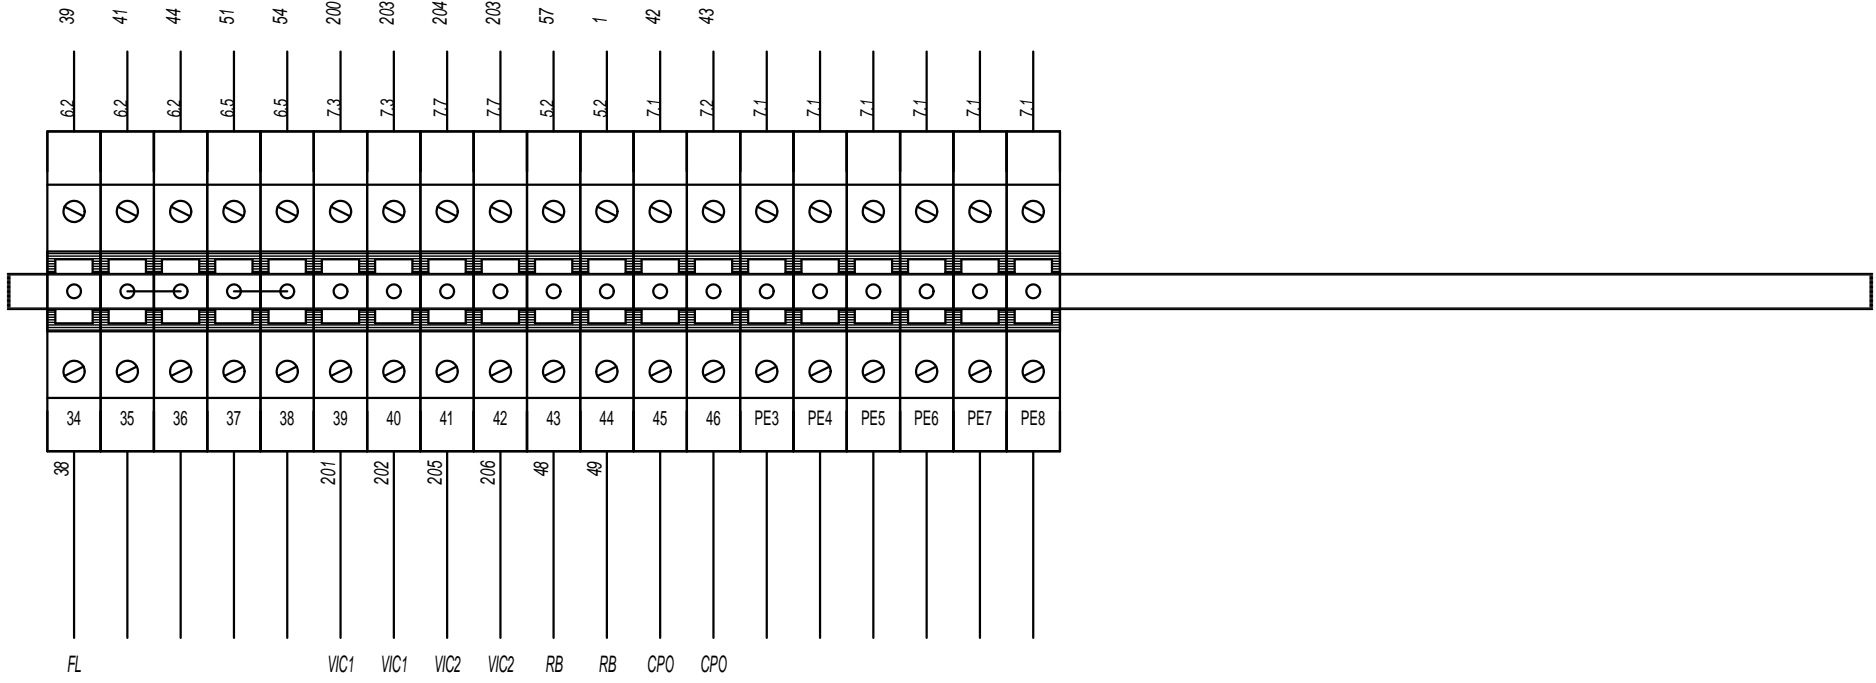 39 41 44 51 54 200 203 204 203 57 1 42 43
6.2 6.2 6.2 6.5 6.5 7.3 7.3 7.7 7.7 5.2 5.2 7.1 7.2 7.1 7.1 7.1 7.1 7.1 7.1
34 35 36 37 38 39 40 41 42 43 44 45 46 PE3 PE4 PE5 PE6 PE7 PE8
38 201 202 205 206 48 49
FL VIC1 VIC1 VIC2 VIC2 RB RB CPO CPO